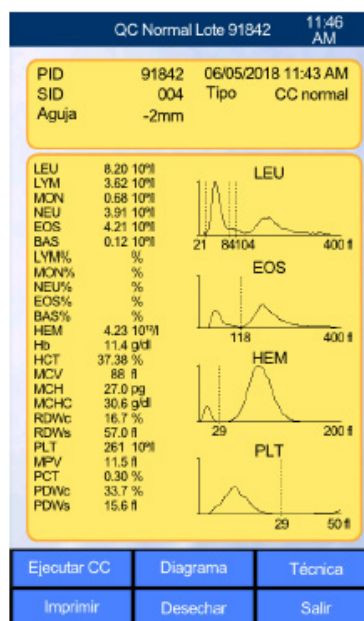 QC Normal Lote 91842 11:46 AM
PID 91842 06/05/2018 11:43 AM
SID 004 Tipo CC normal
Aguja -2mm
LEU 8.20 10⁹/l
LYM 3.62 10⁹/l
MON 0.68 10⁹/l
NEU 3.91 10⁹/l
EOS 4.21 10⁹/l
BAS 0.12 10⁹/l
LYM% %
MON% %
NEU% %
EOS% %
BAS% %
HEM 4.23 10¹²/l
Hb 11.4 g/dl
HCT 37.38 %
MCV 88 fl
MCH 27.0 pg
MCHC 30.6 g/dl
RDWc 16.7 %
RDWs 57.0 fl
PLT 261 10⁹/l
MPV 11.5 fl
PCT 0.30 %
PDWc 33.7 %
PDWs 15.6 fl
LEU
21 84104 400 fl
EOS
118 400 fl
HEM
29 200 fl
PLT
29 50 fl
Ejecutar CC Diagrama Técnica
Imprimir Desechar Salir